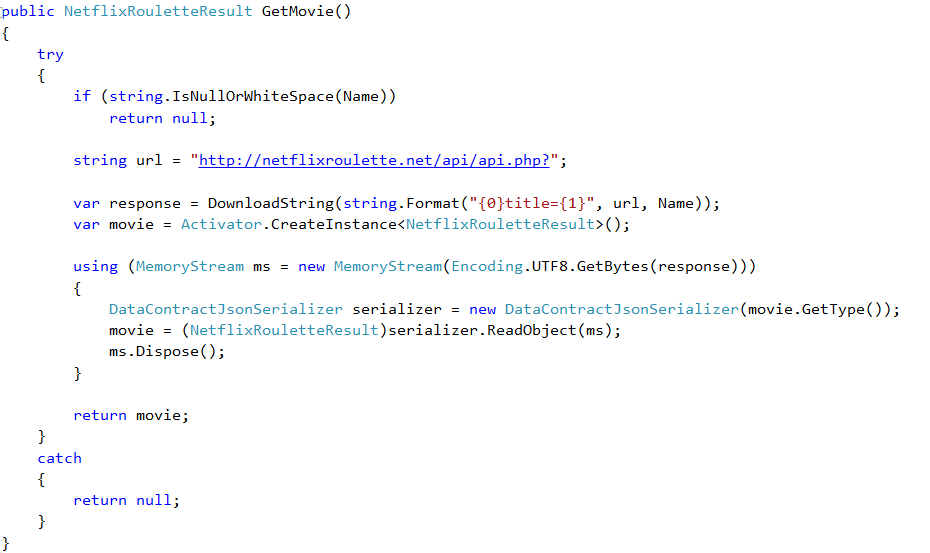 public NetflixRouletteResult GetMovie()
{
    try
    {
        if (string.IsNullOrWhiteSpace(Name))
            return null;

        string url = "http://netflixroulette.net/api/api.php?";

        var response = DownloadString(string.Format("{0}title={1}", url, Name));
        var movie = Activator.CreateInstance<NetflixRouletteResult>();

        using (MemoryStream ms = new MemoryStream(Encoding.UTF8.GetBytes(response)))
        {
            DataContractJsonSerializer serializer = new DataContractJsonSerializer(movie.GetType());
            movie = (NetflixRouletteResult)serializer.ReadObject(ms);
            ms.Dispose();
        }

        return movie;
    }
    catch
    {
        return null;
    }
}